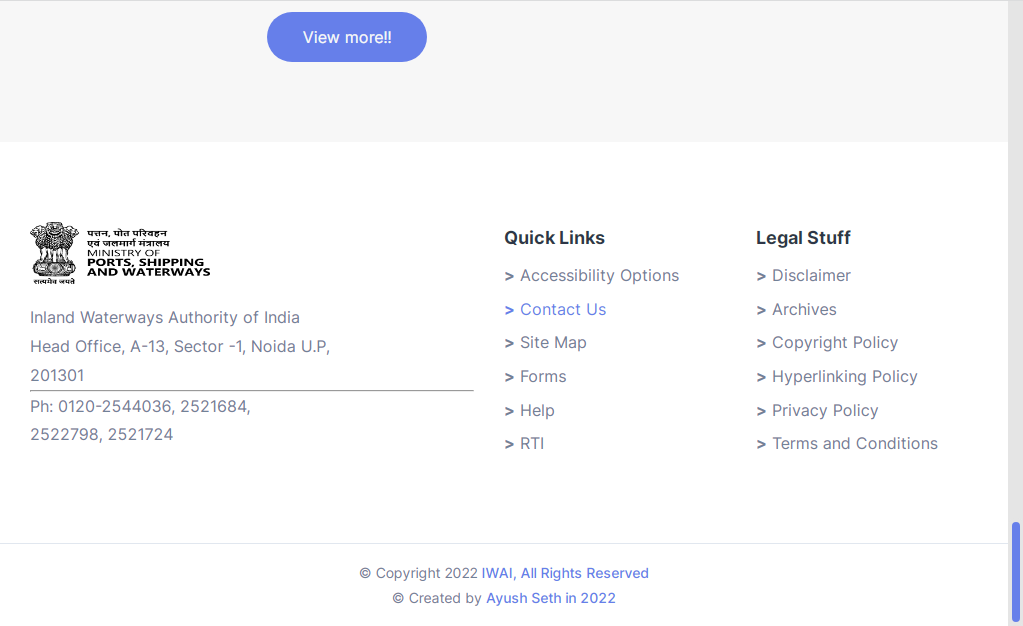 View more!!
पत्तन, पोत परिवहन
एवं जलमार्ग मंत्रालय
MINISTRY OF
PORTS, SHIPPING
AND WATERWAYS
सत्यमेव जयते
Inland Waterways Authority of India
Head Office, A-13, Sector -1, Noida U.P,
201301
Ph: 0120-2544036, 2521684,
2522798, 2521724
Quick Links
> Accessibility Options
> Contact Us
> Site Map
> Forms
> Help
> RTI
Legal Stuff
> Disclaimer
> Archives
> Copyright Policy
> Hyperlinking Policy
> Privacy Policy
> Terms and Conditions
© Copyright 2022 IWAI, All Rights Reserved
© Created by Ayush Seth in 2022